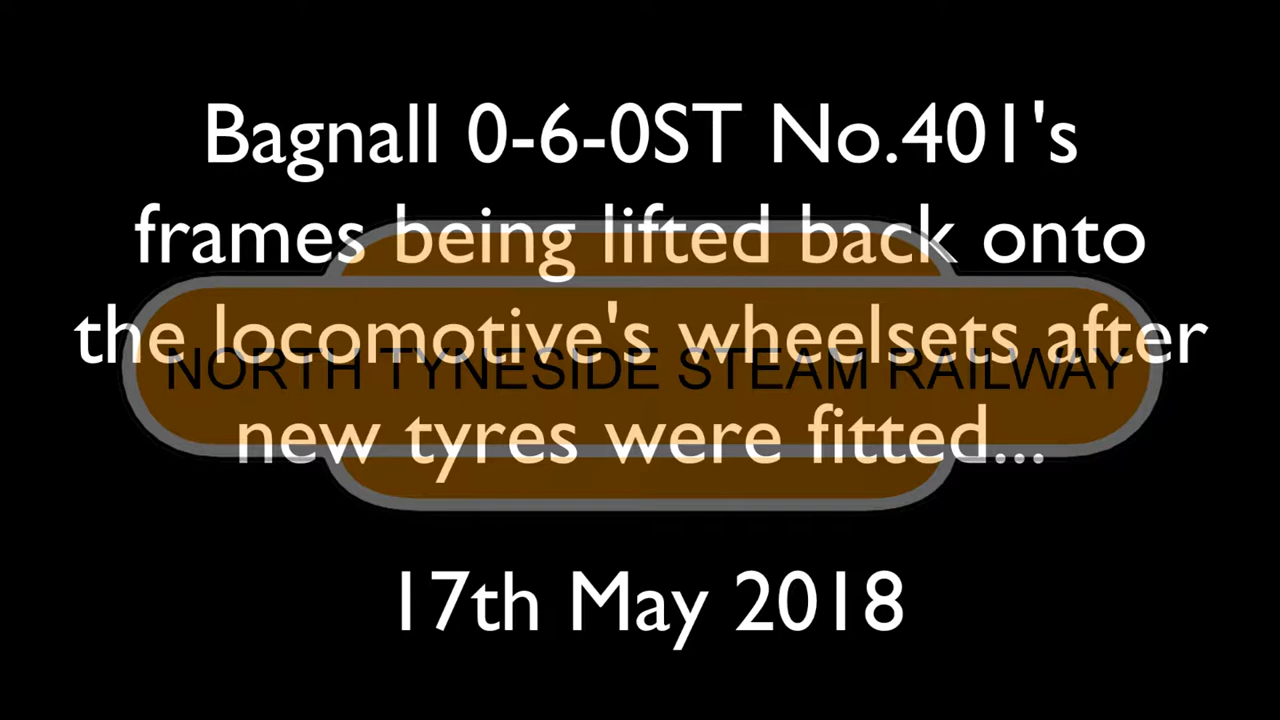 Bagnall 0-6-0ST No.401's
frames being lifted back onto
the locomotive's wheelsets after
NORTH TYNESIDE STEAM RAILWAY
new tyres were fitted...
17th May 2018